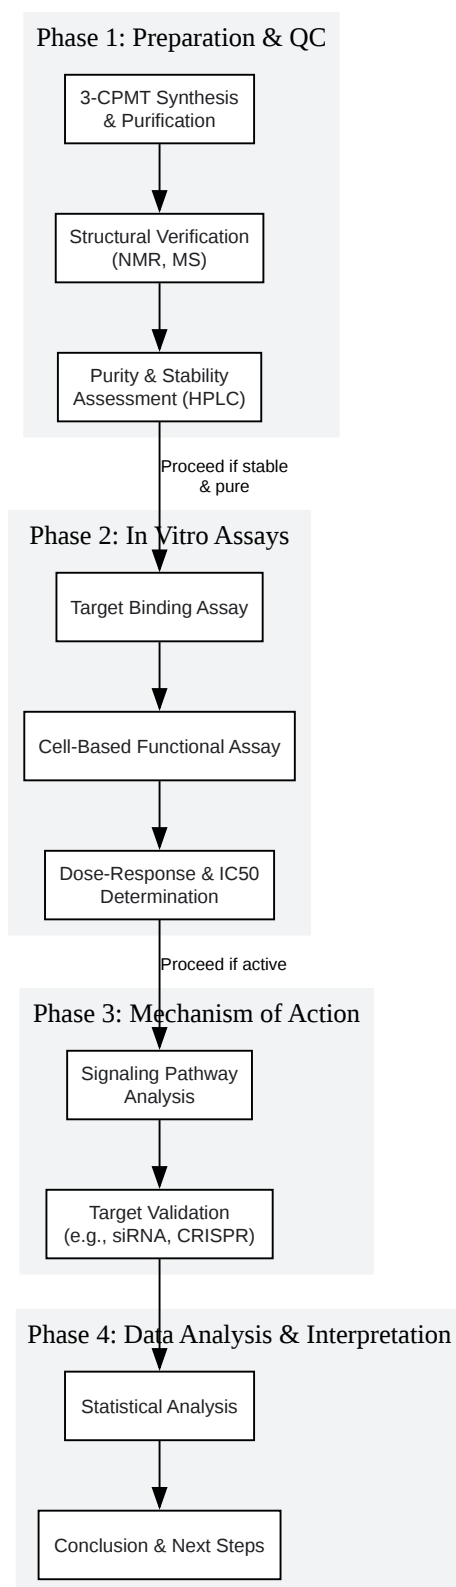 Phase 1: Preparation & QC
3-CPMT Synthesis
& Purification
Structural Verification
(NMR, MS)
Purity & Stability
Assessment (HPLC)
Proceed if stable
& pure
Phase 2: In Vitro Assays
Target Binding Assay
Cell-Based Functional Assay
Dose-Response & IC50
Determination
Proceed if active
Phase 3: Mechanism of Action
Signaling Pathway
Analysis
Target Validation
(e.g., siRNA, CRISPR)
Phase 4: Data Analysis & Interpretation
Statistical Analysis
Conclusion & Next Steps